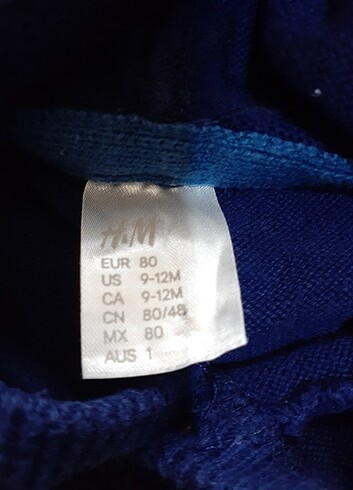 H&M
EUR 80
US 9-12M
CA 9-12M
CN 80/48
MX 80
AUS 1